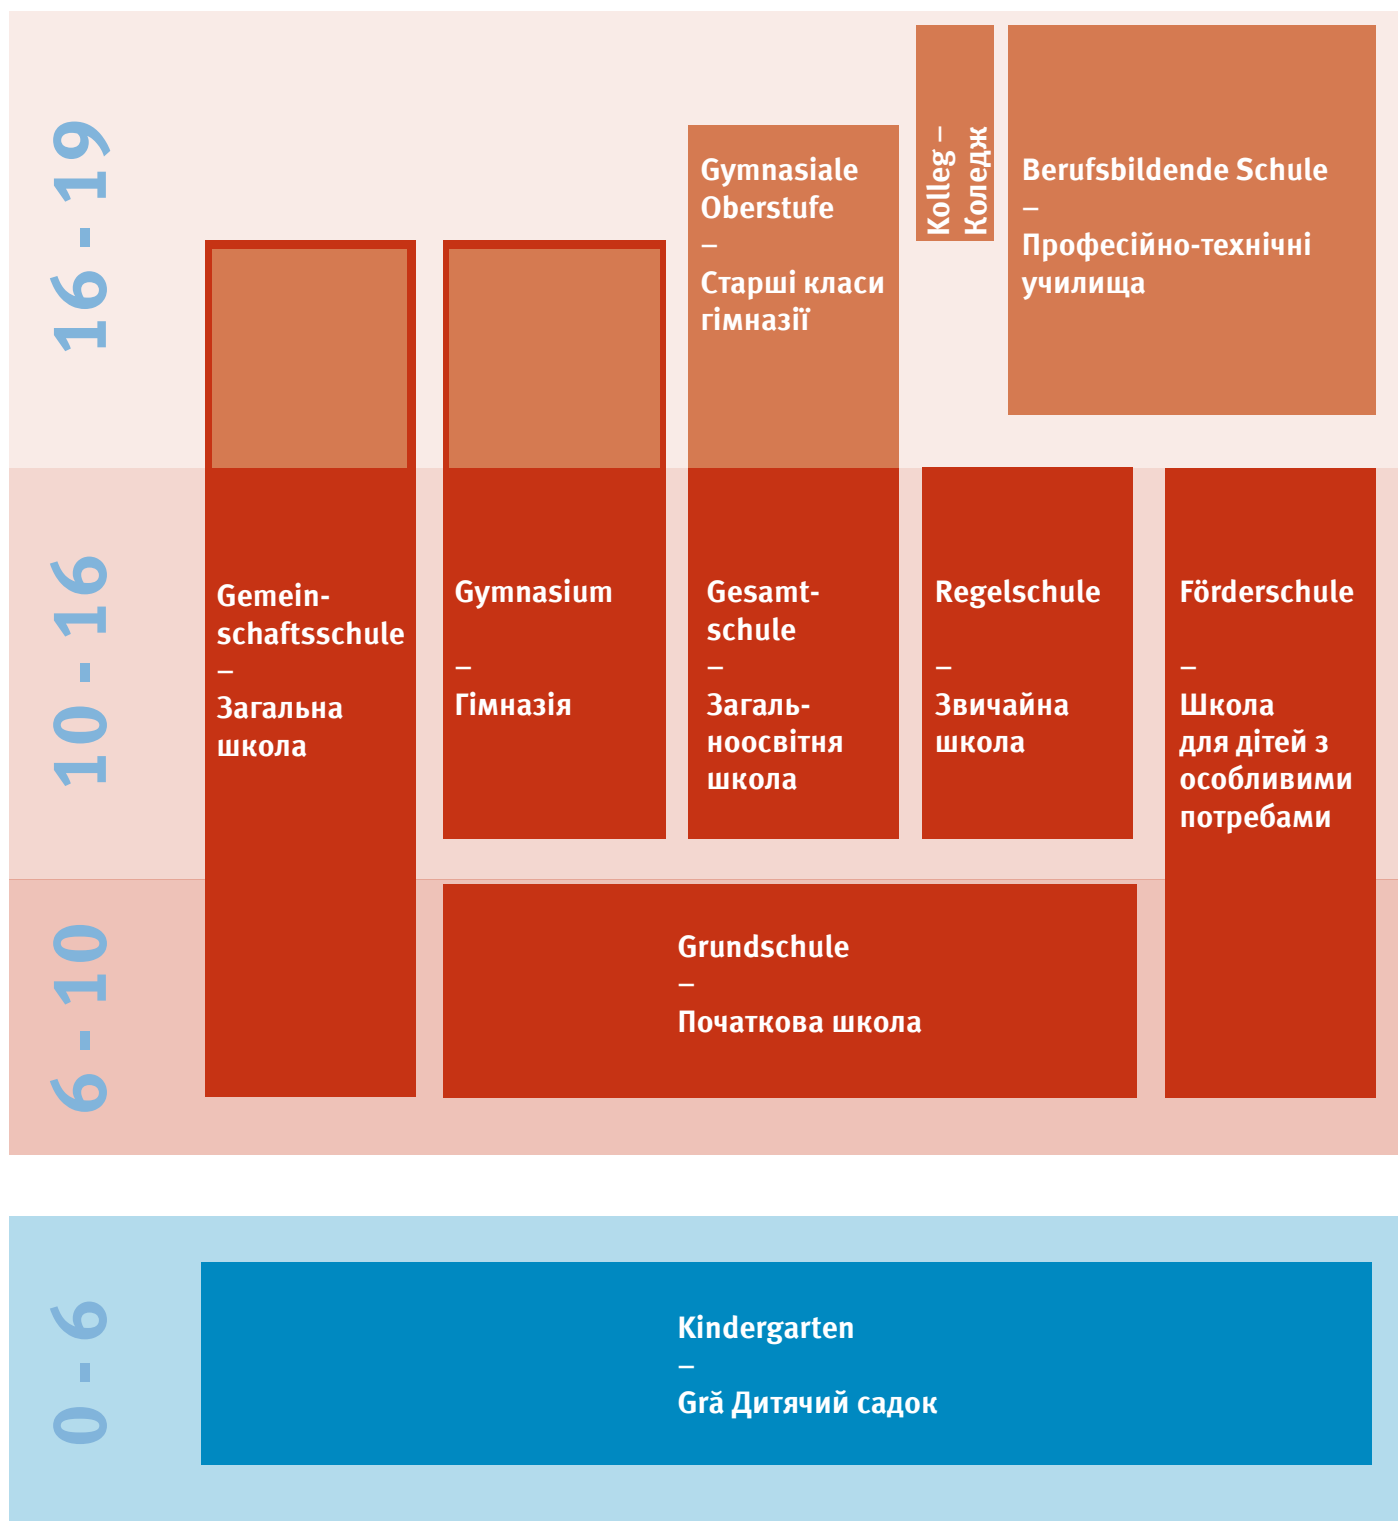 16 - 19
Gymnasiale
Oberstufe
–
Старші класи
гімназії
Kolleg –
Коледж
Berufsbildende Schule
–
Професійно-технічні
училища
10 - 16
Gemein-
schaftsschule
–
Загальна
школа
Gymnasium
–
Гімназія
Gesamt-
schule
–
Загаль-
ноосвітня
школа
Regelschule
–
Звичайна
школа
Förderschule
–
Школа
для дітей з
особливими
потребами
6 - 10
Grundschule
–
Початкова школа
0 - 6
Kindergarten
–
Gră Дитячий садок